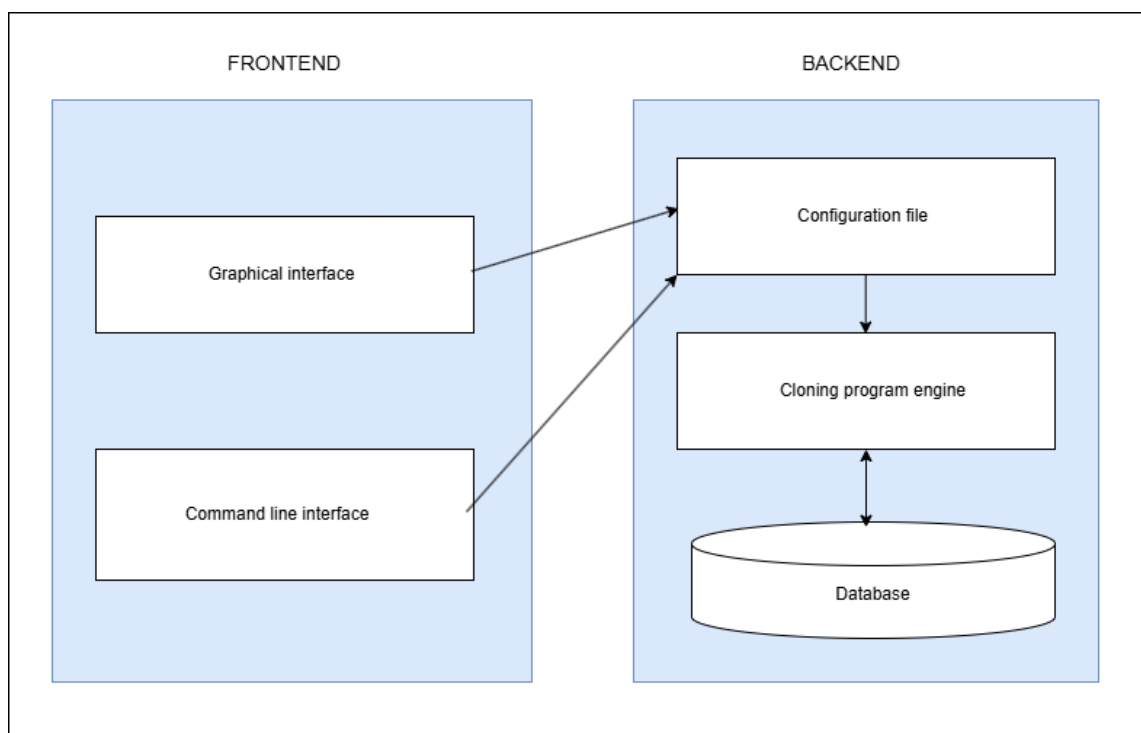 FRONTEND
BACKEND
Graphical interface
Command line interface
Configuration file
Cloning program engine
Database